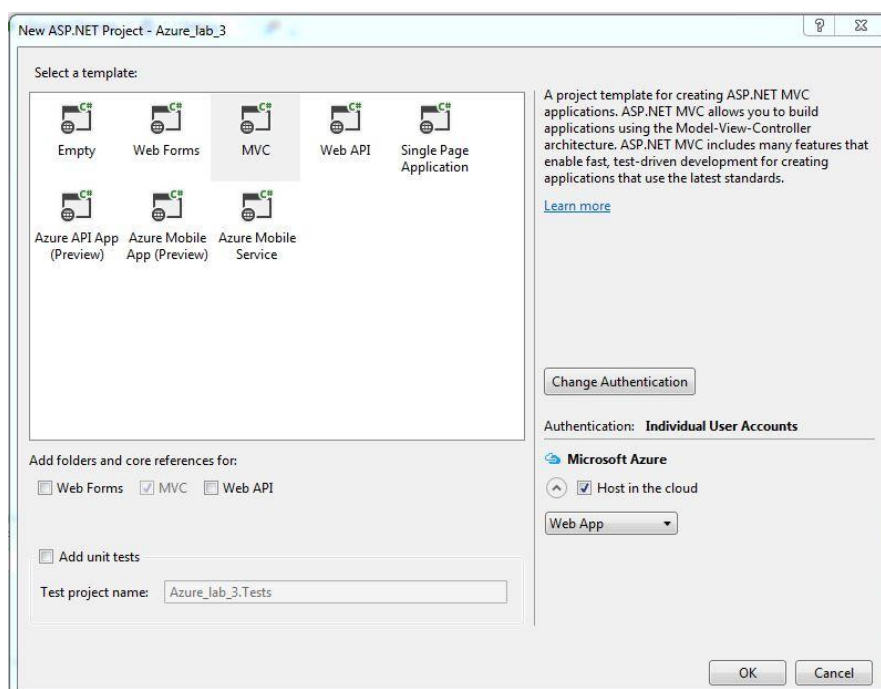 New ASP.NET Project - Azure_lab_3
Select a template:
C# C# C# C# C#
Empty Web Forms MVC Web API Single Page
Application
C# C# C#
Azure API App Azure Mobile Azure Mobile
(Preview) App (Preview) Service
A project template for creating ASP.NET MVC
applications. ASP.NET MVC allows you to build
applications using the Model-View-Controller
architecture. ASP.NET MVC includes many features that
enable fast, test-driven development for creating
applications that use the latest standards.
Learn more
Change Authentication
Authentication: Individual User Accounts
Microsoft Azure
Host in the cloud
Web App
Add folders and core references for:
Web Forms MVC Web API
Add unit tests
Test project name: Azure_lab_3.Tests
OK Cancel